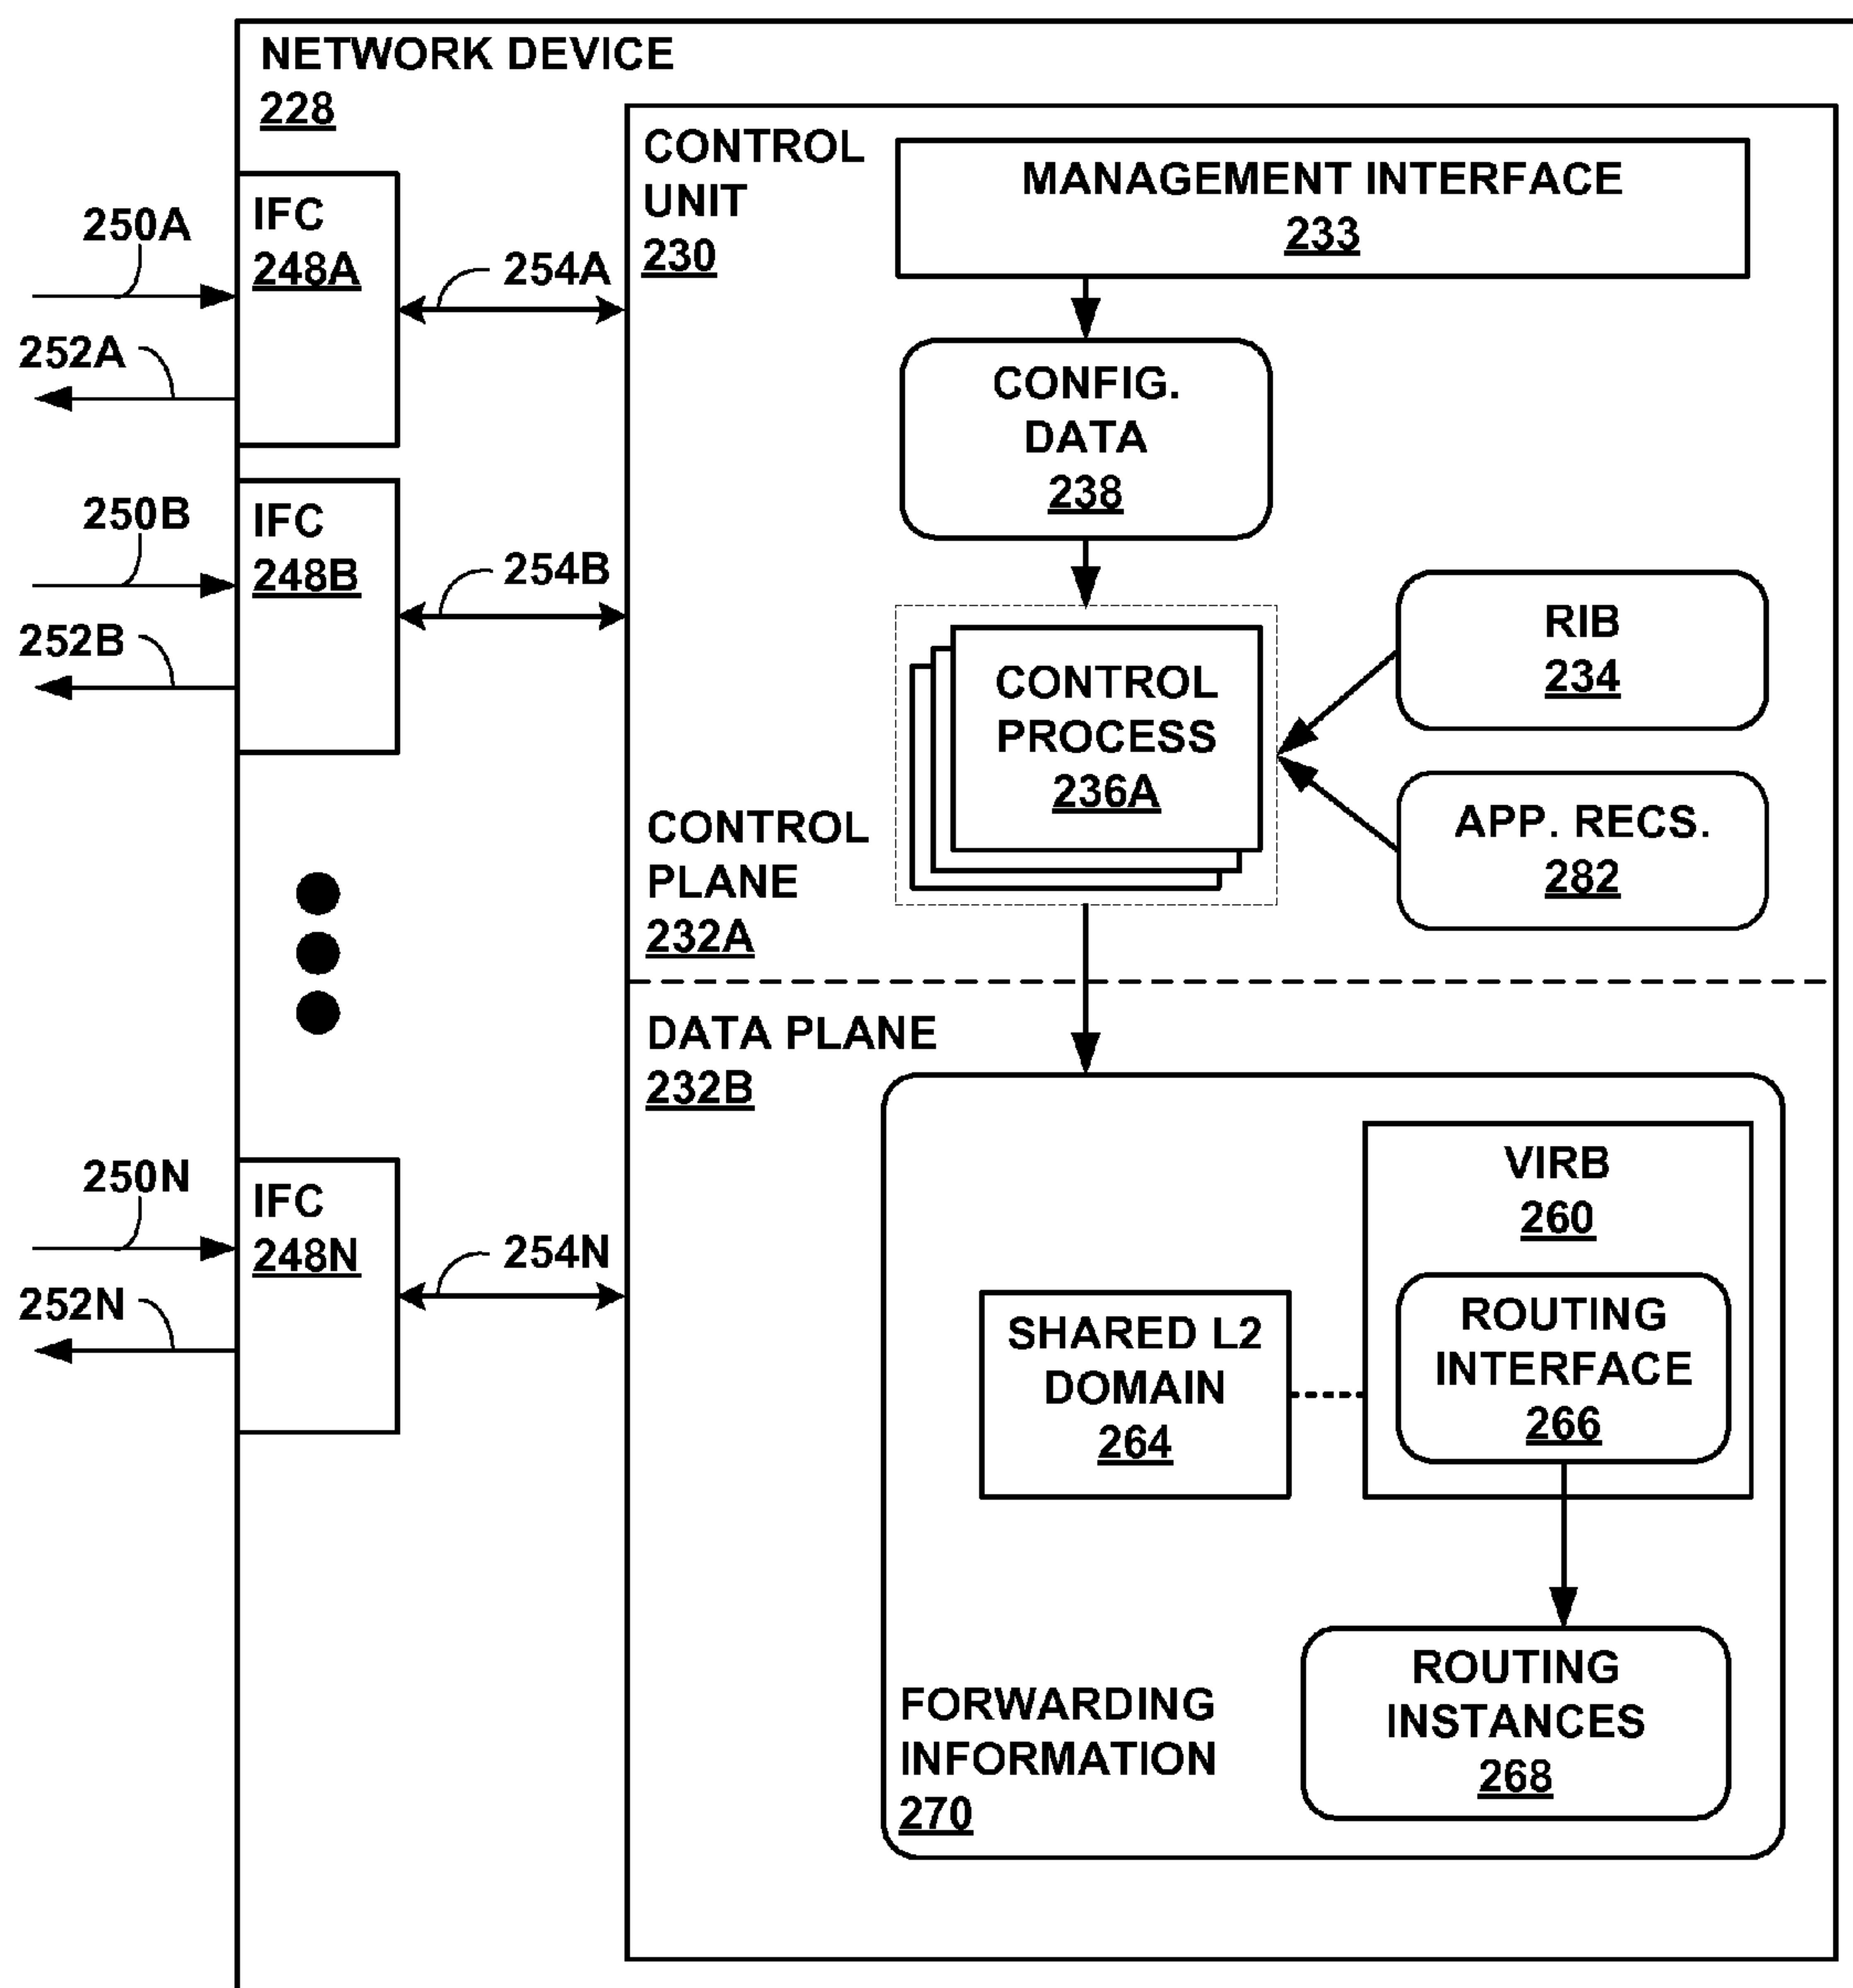 NETWORK DEVICE
228
IFC
248A
250A
252A
254A
IFC
248B
250B
252B
254B
IFC
248N
250N
252N
254N
CONTROL
UNIT
230
MANAGEMENT INTERFACE
233
CONFIG.
DATA
238
CONTROL
PROCESS
236A
RIB
234
APP. RECS.
282
CONTROL
PLANE
232A
DATA PLANE
232B
VIRB
260
ROUTING
INTERFACE
266
SHARED L2
DOMAIN
264
ROUTING
INSTANCES
268
FORWARDING
INFORMATION
270